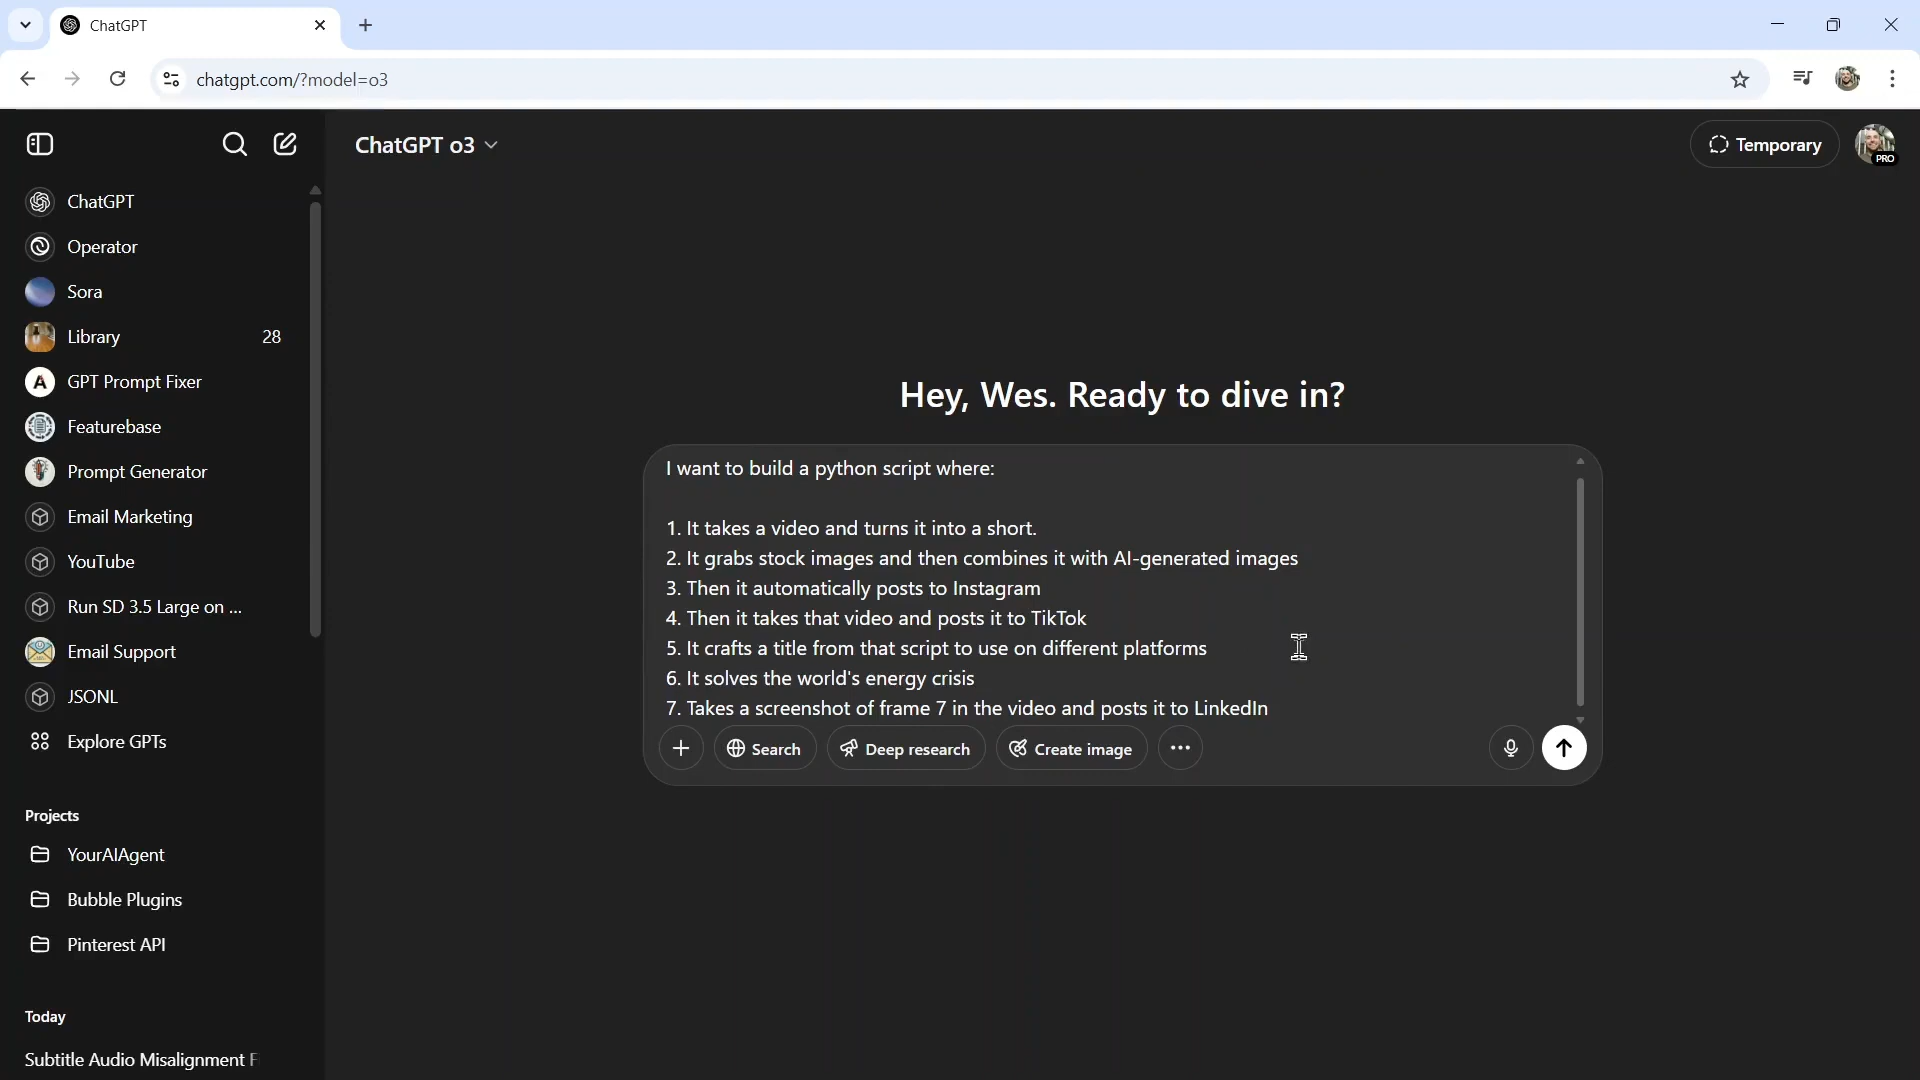 ChatGPT
chatgpt.com/?model=o3
ChatGPT o3
Temporary
PRO
ChatGPT
Operator
Sora
Library 28
GPT Prompt Fixer
Featurebase
Prompt Generator
Email Marketing
YouTube
Run SD 3.5 Large on ...
Email Support
JSONL
Explore GPTs
Projects
YourAIAgent
Bubble Plugins
Pinterest API
Today
Subtitle Audio Misalignment F
Hey, Wes. Ready to dive in?
I want to build a python script where:
1. It takes a video and turns it into a short.
2. It grabs stock images and then combines it with AI-generated images
3. Then it automatically posts to Instagram
4. Then it takes that video and posts it to TikTok
5. It crafts a title from that script to use on different platforms
6. It solves the world's energy crisis
7. Takes a screenshot of frame 7 in the video and posts it to LinkedIn
Search Deep research Create image